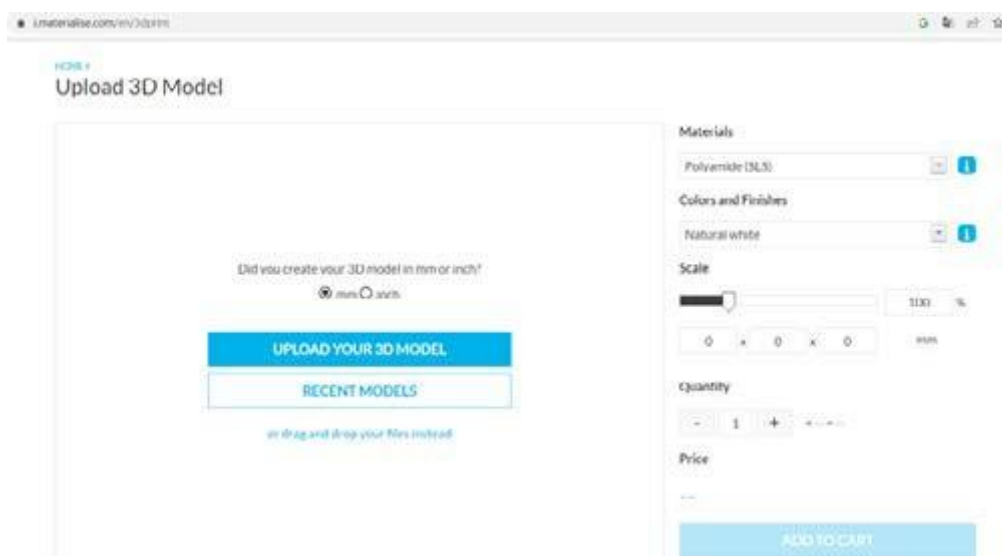 i.materialise.com/en/3dprint
HOME
Upload 3D Model
Did you create your 3D model in mm or inch?
mm inch
UPLOAD YOUR 3D MODEL
RECENT MODELS
or drag and drop your files instead
Materials
Polyamide (SLS)
Colors and Finishes
Natural white
Scale
100 %
0 x 0 x 0 mm
Quantity
- 1 +
Price
--
ADD TO CART